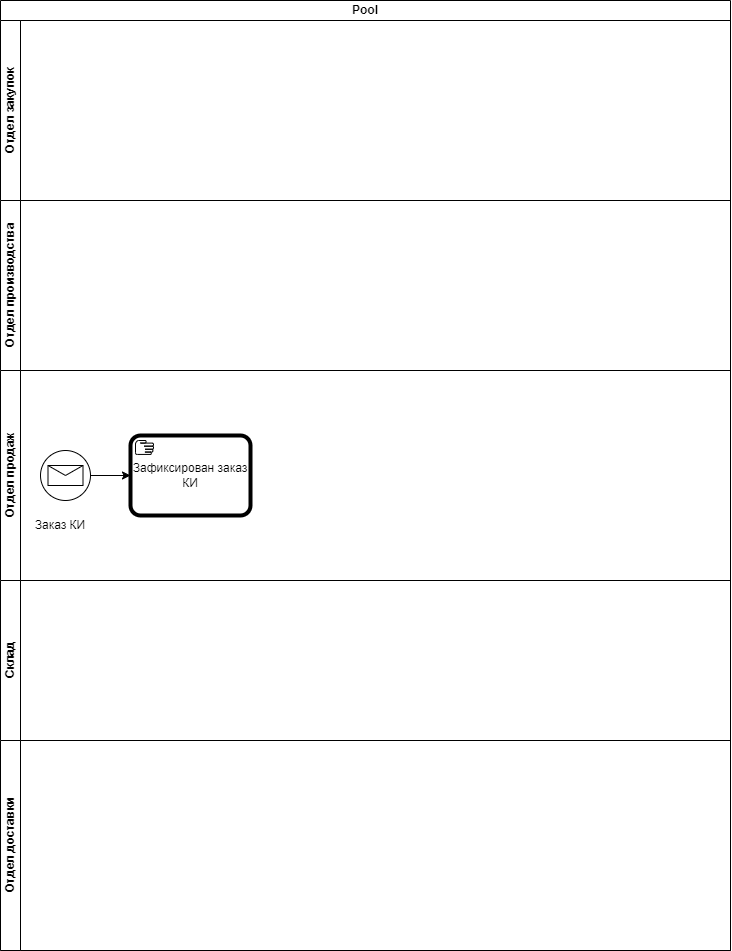 Pool
Отдел закупок
Отдел производства
Отдел продаж
Зафиксирован заказ
КИ
Заказ КИ
Склад
Отдел доставки